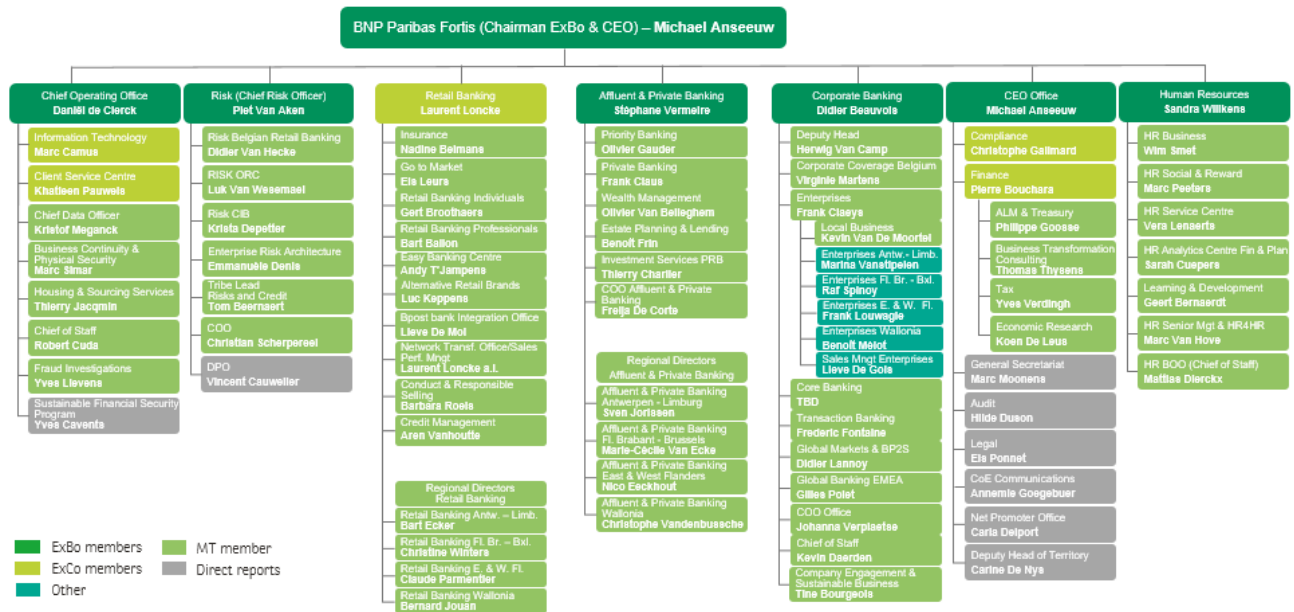 BNP Paribas Fortis (Chairman ExBo & CEO) – Michael Anseeuw
Chief Operating Office
Daniël de Clerck
Information Technology
Marc Camus
Client Service Centre
Khatleen Pauwels
Chief Data Officer
Kristof Meganck
Business Continuity &
Physical Security
Marc Simar
Housing & Sourcing Services
Thierry Jacqmin
Chief of Staff
Robert Cuda
Fraud Investigations
Yves Lievens
Sustainable Financial Security
Program
Yves Cavents
Risk (Chief Risk Officer)
Piet Van Aken
Risk Belgian Retail Banking
Didier Van Hecke
RISK ORC
Luk Van Wesemael
Risk CIB
Krista Depetter
Enterprise Risk Architecture
Emmanuèle Denis
Tribe Lead
Risks and Credit
Tom Beernaert
COO
Christian Scherpereel
DPO
Vincent Cauwelier
Retail Banking
Laurent Loncke
Insurance
Nadine Belmans
Go to Market
Els Leurs
Retail Banking Individuals
Gert Broothaers
Retail Banking Professionals
Bart Ballon
Easy Banking Centre
Andy T'Jampens
Alternative Retail Brands
Luc Keppens
Bpost bank Integration Office
Lieve De Mol
Network Transf. Office/Sales
Perf. Mngt
Laurent Loncke a.i.
Conduct & Responsible
Selling
Barbara Roels
Credit Management
Aren Vanhoutte
Regional Directors
Retail Banking
Retail Banking Antw. – Limb.
Bart Ecker
Retail Banking Fl. Br. – Bxl.
Christine Winters
Retail Banking E. & W. Fl.
Claude Parmentier
Retail Banking Wallonia
Bernard Jouan
Affluent & Private Banking
Stéphane Vermeire
Priority Banking
Olivier Gauder
Private Banking
Frank Claus
Wealth Management
Olivier Van Belleghem
Estate Planning & Lending
Benoît Frin
Investment Services PRB
Thierry Charlier
COO Affluent & Private
Banking
Freija De Corte
Regional Directors
Affluent & Private Banking
Affluent & Private Banking
Antwerpen - Limburg
Sven Jorissen
Affluent & Private Banking
Fl. Brabant - Brussels
Marie-Cécile Van Ecke
Affluent & Private Banking
East & West Flanders
Nico Eeckhout
Affluent & Private Banking
Wallonia
Christophe Vandenbussche
Corporate Banking
Didier Beauvois
Deputy Head
Herwig Van Camp
Corporate Coverage Belgium
Virginie Martens
Enterprises
Frank Claeys
Local Business
Kevin Van De Moortel
Enterprises Antw.- Limb.
Marina Vanstipelen
Enterprises Fl. Br. - Bxl.
Raf Spinoy
Enterprises E. & W. Fl.
Frank Louwagie
Enterprises Wallonia
Benoît Mélot
Sales Mngt Enterprises
Lieve De Gols
Core Banking
TBD
Transaction Banking
Frederic Fontaine
Global Markets & BP2S
Didier Lannoy
Global Banking EMEA
Gilles Polet
COO Office
Johanna Verplaetse
Chief of Staff
Kevin Daerden
Company Engagement &
Sustainable Business
Tine Bourgeois
CEO Office
Michael Anseeuw
Compliance
Christophe Galmard
Finance
Pierre Bouchara
ALM & Treasury
Philippe Goosse
Business Transformation
Consulting
Thomas Thysens
Tax
Yves Verdingh
Economic Research
Koen De Leus
General Secretariat
Marc Moonens
Audit
Hilde Duson
Legal
Els Ponnet
CoE Communications
Annemie Goegebuer
Net Promoter Office
Carla Delport
Deputy Head of Territory
Carine De Nys
Human Resources
Sandra Wilikens
HR Business
Wim Smet
HR Social & Reward
Marc Peeters
HR Service Centre
Vera Lenaerts
HR Analytics Centre Fin & Plan
Sarah Cuepers
Learning & Development
Geert Bernaerdt
HR Senior Mgt & HR4HR
Marc Van Hove
HR BOO (Chief of Staff)
Mattias Dierckx
ExBo members
MT member
ExCo members
Direct reports
Other